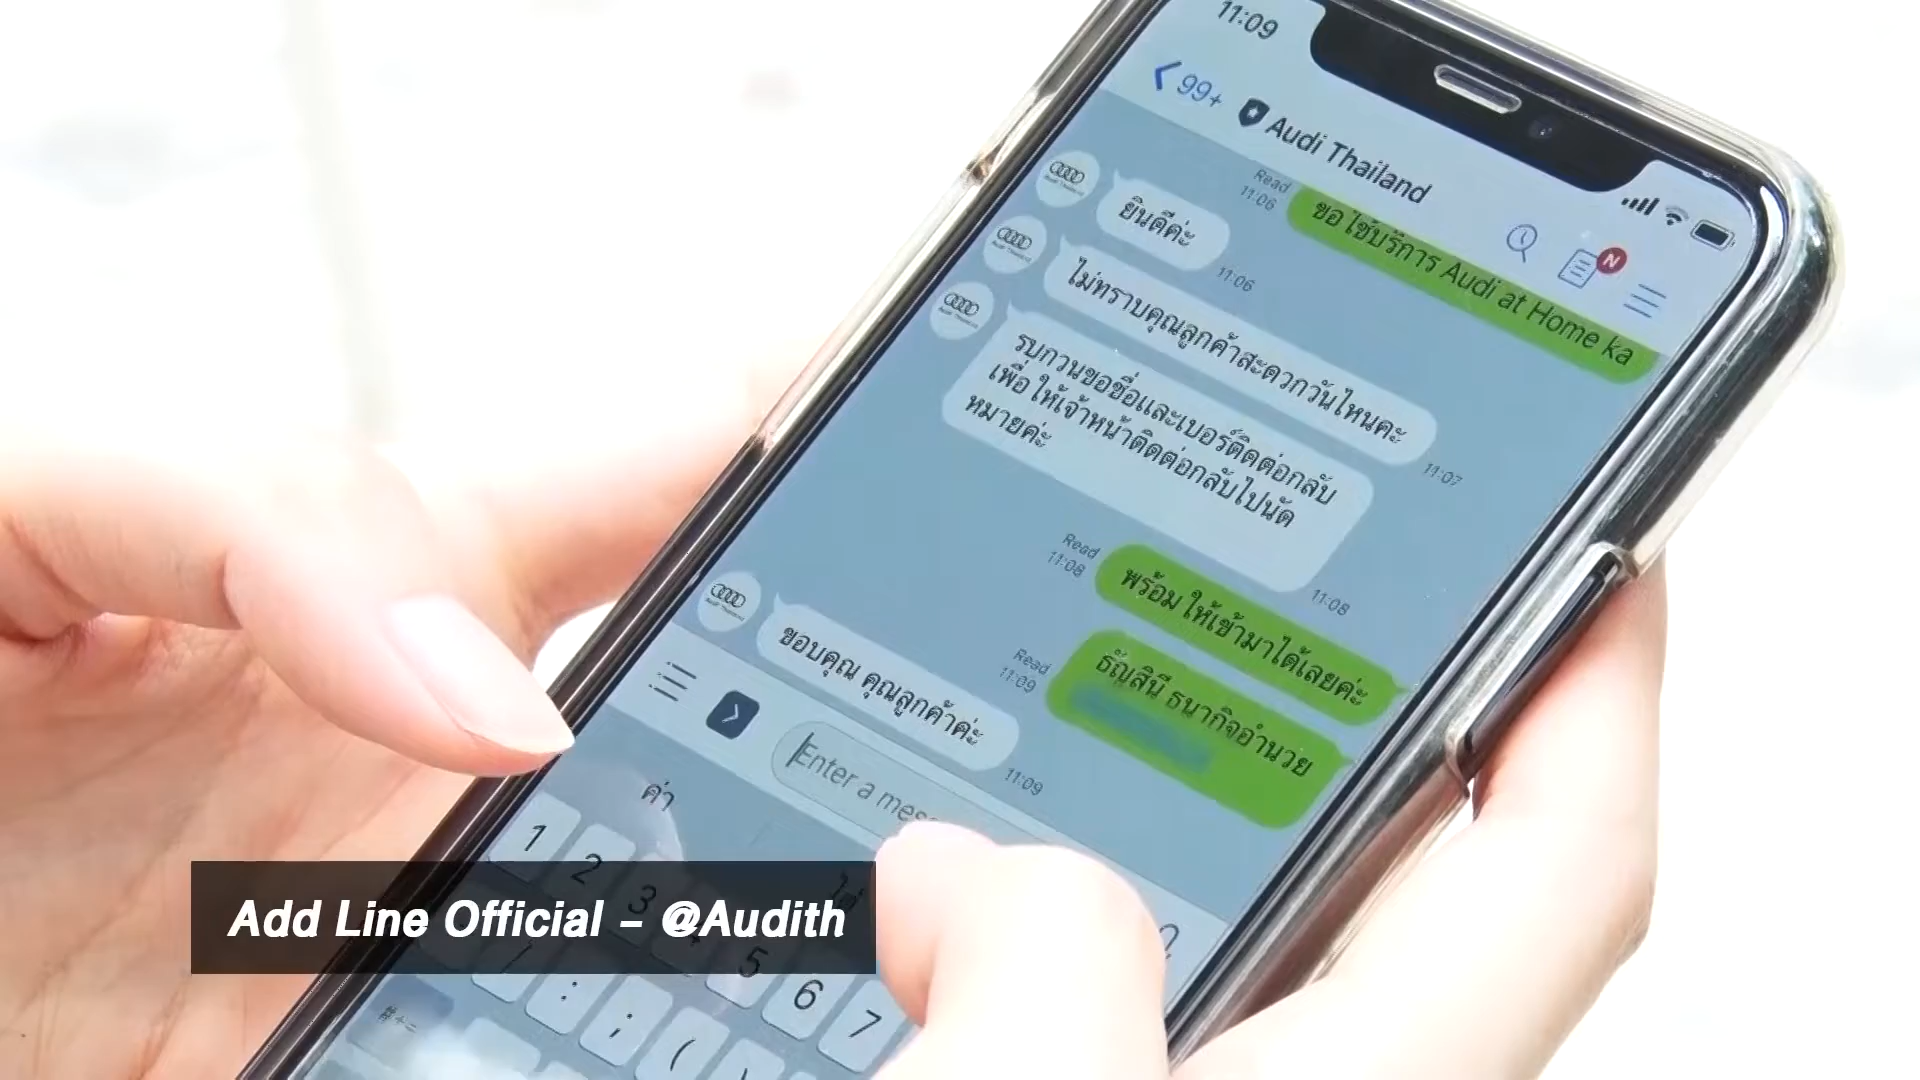 11:09
99+
Audi Thailand
Read
11:06
ขอใช้บริการ Audi at Home ka
N
ยินดีค่ะ
11:06
ไม่ทราบคุณลูกค้าสะดวกวันไหนคะ
11:07
รบกวนขอชื่อและเบอร์ติดต่อกลับ
เพื่อให้เจ้าหน้าติดต่อกลับไปนัด
หมายค่ะ
11:08
Read
11:08
พร้อมให้เข้ามาได้เลยค่ะ
Read
11:09
ธัญสินี ธนากิจอำนวย
ขอบคุณ คุณลูกค้าค่ะ
11:09
Enter a mes
ค่า
1 2 3 4 5 6 7
/ : ; (
#+=
Add Line Official - @Audith